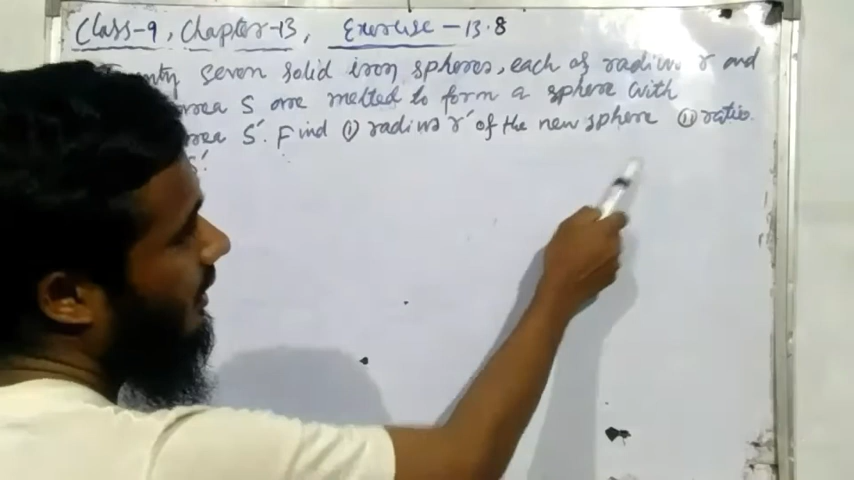 Class-9, Chapter-13, Exercise-13.8
seven solid iron spheres, each of radius r and
area S are melted to form a sphere with
area S'. Find (i) radius r' of the new sphere (ii) ratio
S'.